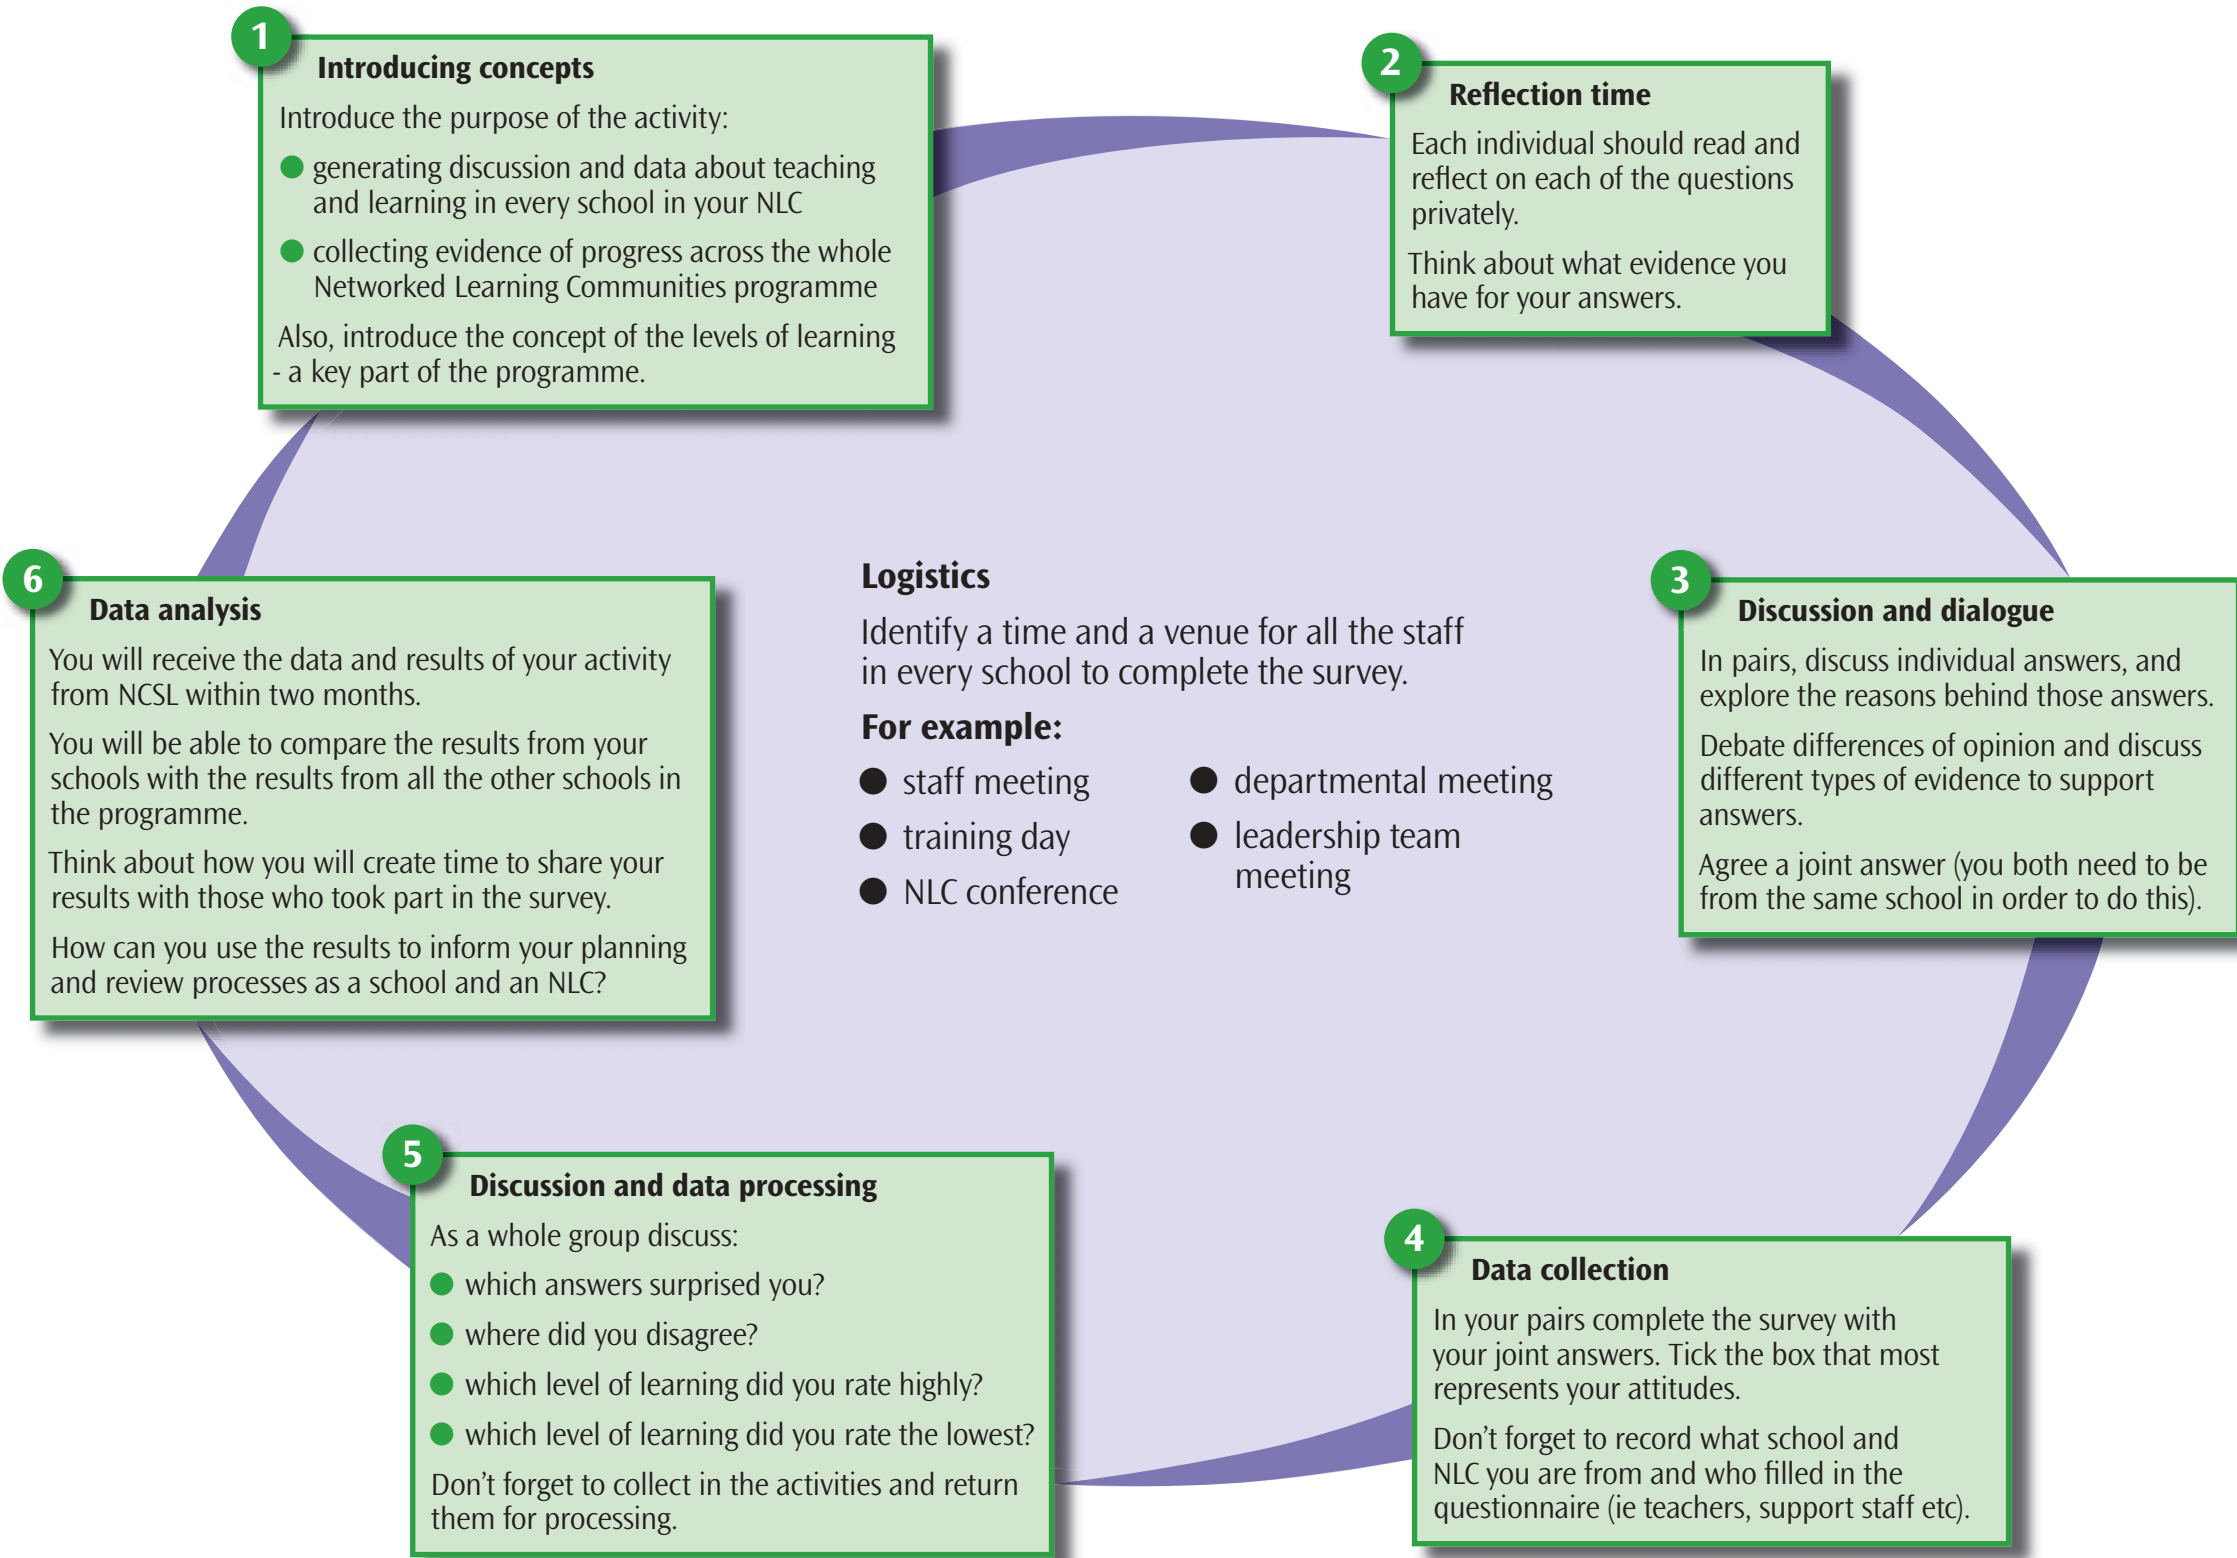 1
Introducing concepts
Introduce the purpose of the activity:
● generating discussion and data about teaching
and learning in every school in your NLC
● collecting evidence of progress across the whole
Networked Learning Communities programme
Also, introduce the concept of the levels of learning
- a key part of the programme.
2
Reflection time
Each individual should read and
reflect on each of the questions
privately.
Think about what evidence you
have for your answers.
3
Discussion and dialogue
In pairs, discuss individual answers, and
explore the reasons behind those answers.
Debate differences of opinion and discuss
different types of evidence to support
answers.
Agree a joint answer (you both need to be
from the same school in order to do this).
4
Data collection
In your pairs complete the survey with
your joint answers. Tick the box that most
represents your attitudes.
Don't forget to record what school and
NLC you are from and who filled in the
questionnaire (ie teachers, support staff etc).
5
Discussion and data processing
As a whole group discuss:
● which answers surprised you?
● where did you disagree?
● which level of learning did you rate highly?
● which level of learning did you rate the lowest?
Don't forget to collect in the activities and return
them for processing.
6
Data analysis
You will receive the data and results of your activity
from NCSL within two months.
You will be able to compare the results from your
schools with the results from all the other schools in
the programme.
Think about how you will create time to share your
results with those who took part in the survey.
How can you use the results to inform your planning
and review processes as a school and an NLC?
Logistics
Identify a time and a venue for all the staff
in every school to complete the survey.
For example:
● staff meeting
● training day
● NLC conference
● departmental meeting
● leadership team
meeting